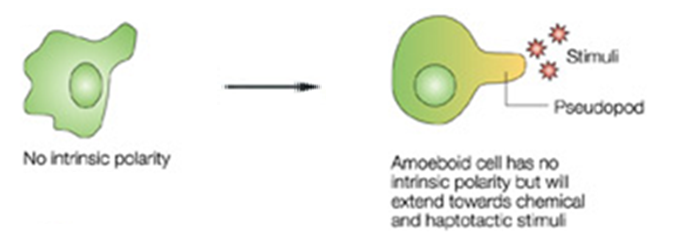 Stimuli
Pseudopod
No intrinsic polarity
Amoeboid cell has no
intrinsic polarity but will
extend towards chemical
and haptotactic stimuli